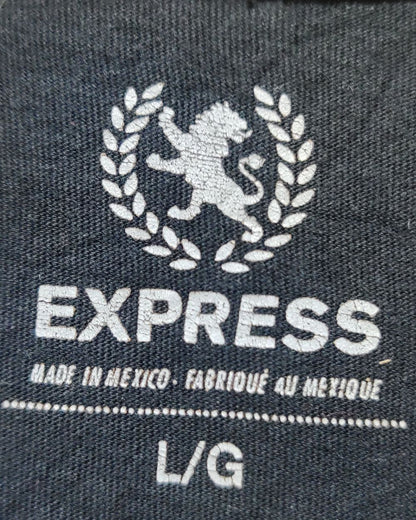 EXPRESS
MADE IN MEXICO · FABRIQUÉ AU MEXIQUE
L/G